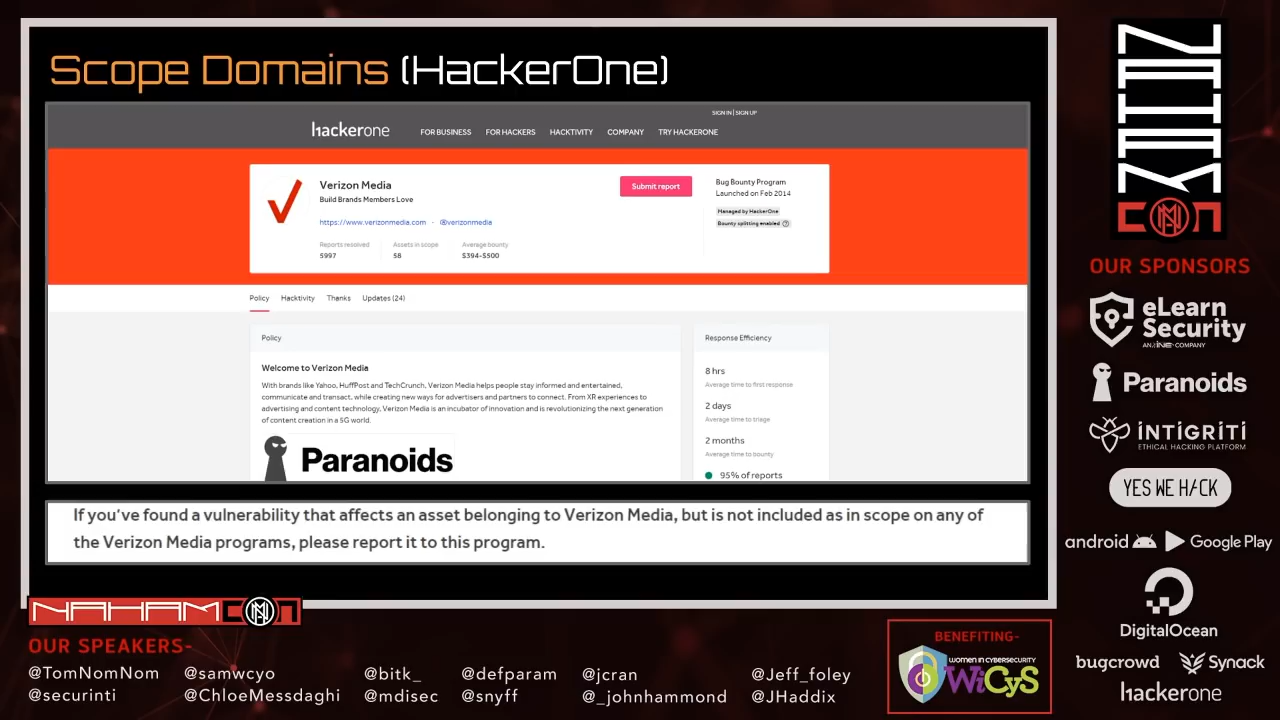 Scope Domains (HackerOne)
SIGN IN | SIGN UP
hackerone FOR BUSINESS FOR HACKERS HACKTIVITY COMPANY TRY HACKERONE
Verizon Media
Build Brands Members Love
https://www.verizonmedia.com - @verizonmedia
Reports resolved Assets in scope Average bounty
5997 58 $394-$500
Submit report
Bug Bounty Program
Launched on Feb 2014
Managed by HackerOne
Bounty splitting enabled ?
Policy Hacktivity Thanks Updates (24)
Policy
Welcome to Verizon Media
With brands like Yahoo, HuffPost and TechCrunch, Verizon Media helps people stay informed and entertained,
communicate and transact, while creating new ways for advertisers and partners to connect. From XR experiences to
advertising and content technology, Verizon Media is an incubator of innovation and is revolutionizing the next generation
of content creation in a 5G world.
Paranoids
Response Efficiency
8 hrs
Average time to first response
2 days
Average time to triage
2 months
Average time to bounty
95% of reports
If you've found a vulnerability that affects an asset belonging to Verizon Media, but is not included as in scope on any of
the Verizon Media programs, please report it to this program.
NAHAMCON
OUR SPEAKERS-
@TomNomNom @samwcyo @bitk_ @defparam @jcran @Jeff_foley
@securinti @ChloeMessdaghi @mdisec @snyff @_johnhammond @JHaddix
BENEFITING-
WOMEN IN CYBERSECURITY
WiCyS
NAHAM
CON
OUR SPONSORS
eLearn
Security
AN INE COMPANY
Paranoids
INTIGRITI
ETHICAL HACKING PLATFORM
YES WE H/CK
android Google Play
DigitalOcean
bugcrowd Synack
hackerone